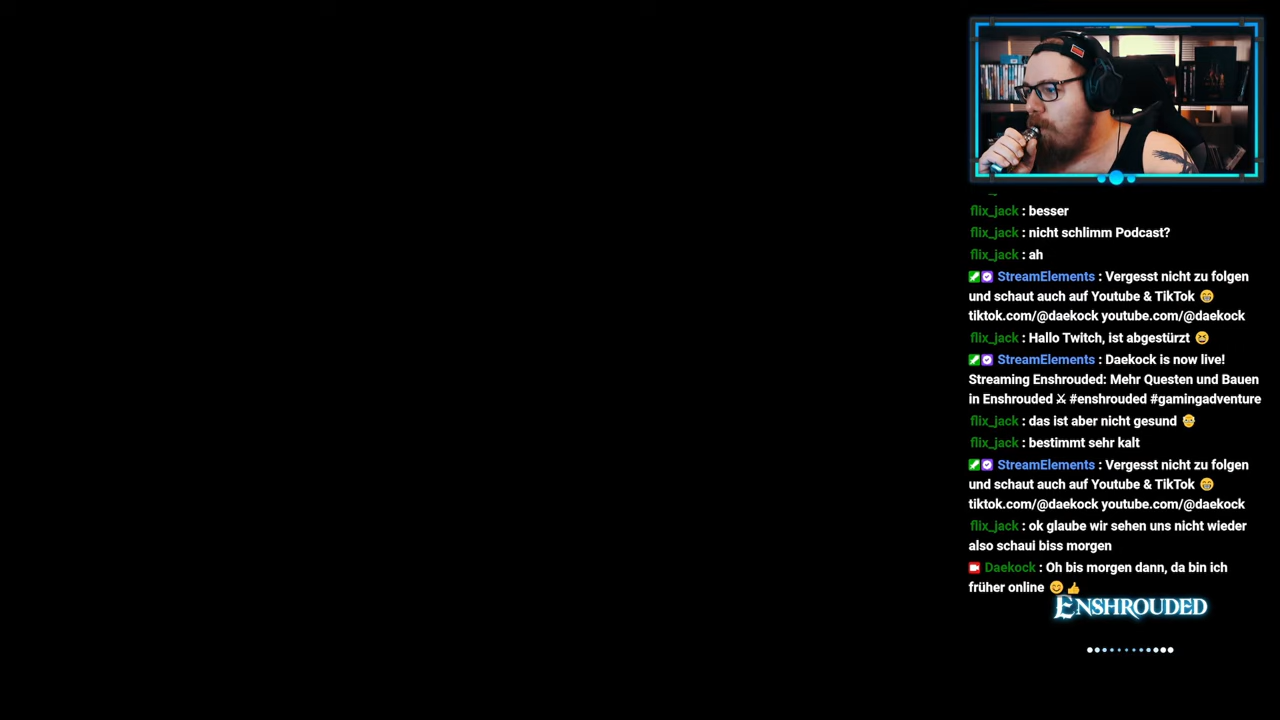 flix_jack : besser
flix_jack : nicht schlimm Podcast?
flix_jack : ah
StreamElements : Vergesst nicht zu folgen
und schaut auch auf Youtube & TikTok 😁
tiktok.com/@daekock youtube.com/@daekock
flix_jack : Hallo Twitch, ist abgestürzt 😆
StreamElements : Daekock is now live!
Streaming Enshrouded: Mehr Questen und Bauen
in Enshrouded ⚔ #enshrouded #gamingadventure
flix_jack : das ist aber nicht gesund 🤓
flix_jack : bestimmt sehr kalt
StreamElements : Vergesst nicht zu folgen
und schaut auch auf Youtube & TikTok 😁
tiktok.com/@daekock youtube.com/@daekock
flix_jack : ok glaube wir sehen uns nicht wieder
also schaui biss morgen
Daekock : Oh bis morgen dann, da bin ich
früher online 😊 👍
ENSHROUDED